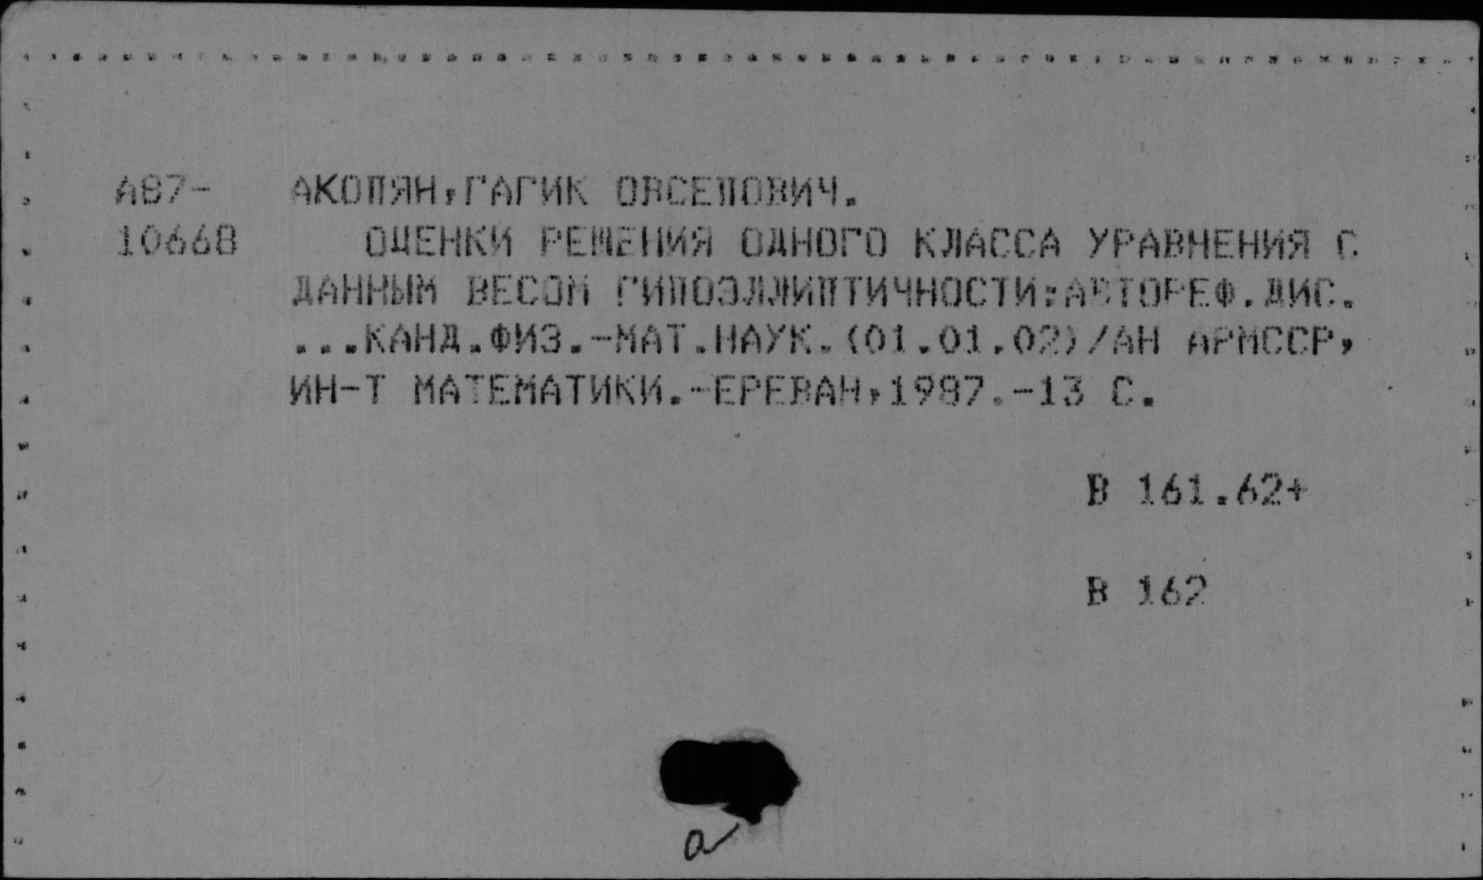 А87-	АКОПЯН,ГАГИК ОВСЕПОВИЧ.
10668	ОЦЕНКИ РЕШЕНИЯ ОДНОГО КЛАССА УРАВНЕНИЯ С
ДАННЫМ ВЕСОМ ГИПОЭЛЛИПТИЧНОСТИ:АВТОРЕФ.ДИС.
...КАНД.ФИЗ.-МАТ.НАУК.(01.01.02)/АН АРМССР,
ИН-Т МАТЕМАТИКИ.-ЕРЕВАН,1987.-13 С.
В 161.62+
В 162
а